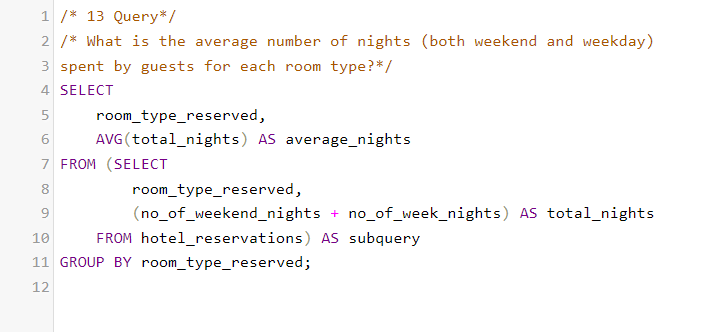 1 /* 13 Query*/
2 /* What is the average number of nights (both weekend and weekday)
3 spent by guests for each room type?*/
4 SELECT
5     room_type_reserved,
6     AVG(total_nights) AS average_nights
7 FROM (SELECT
8         room_type_reserved,
9         (no_of_weekend_nights + no_of_week_nights) AS total_nights
10     FROM hotel_reservations) AS subquery
11 GROUP BY room_type_reserved;
12